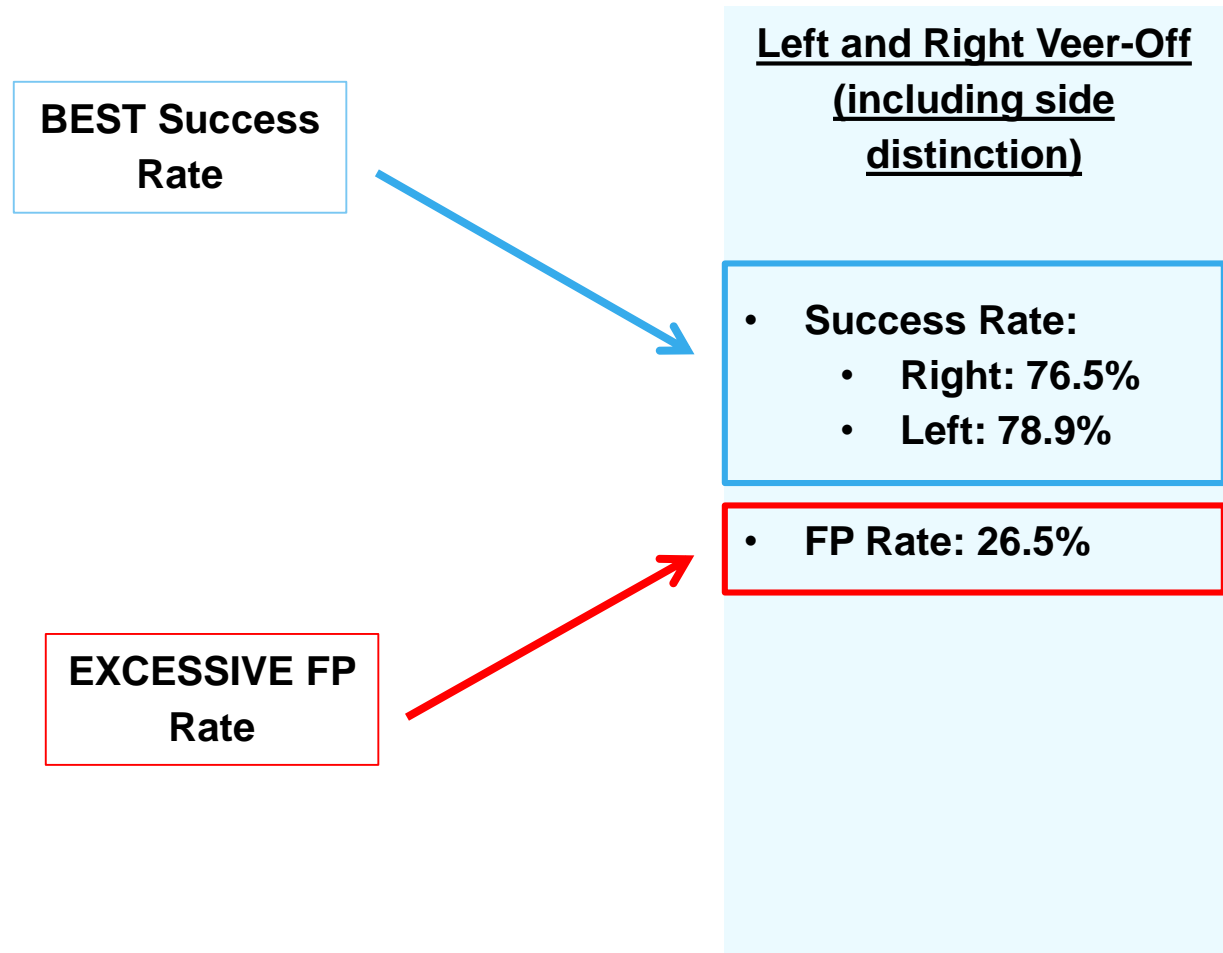 BEST Success
Rate
Left and Right Veer-Off
(including side
distinction)
• Success Rate:
• Right: 76.5%
• Left: 78.9%
• FP Rate: 26.5%
EXCESSIVE FP
Rate